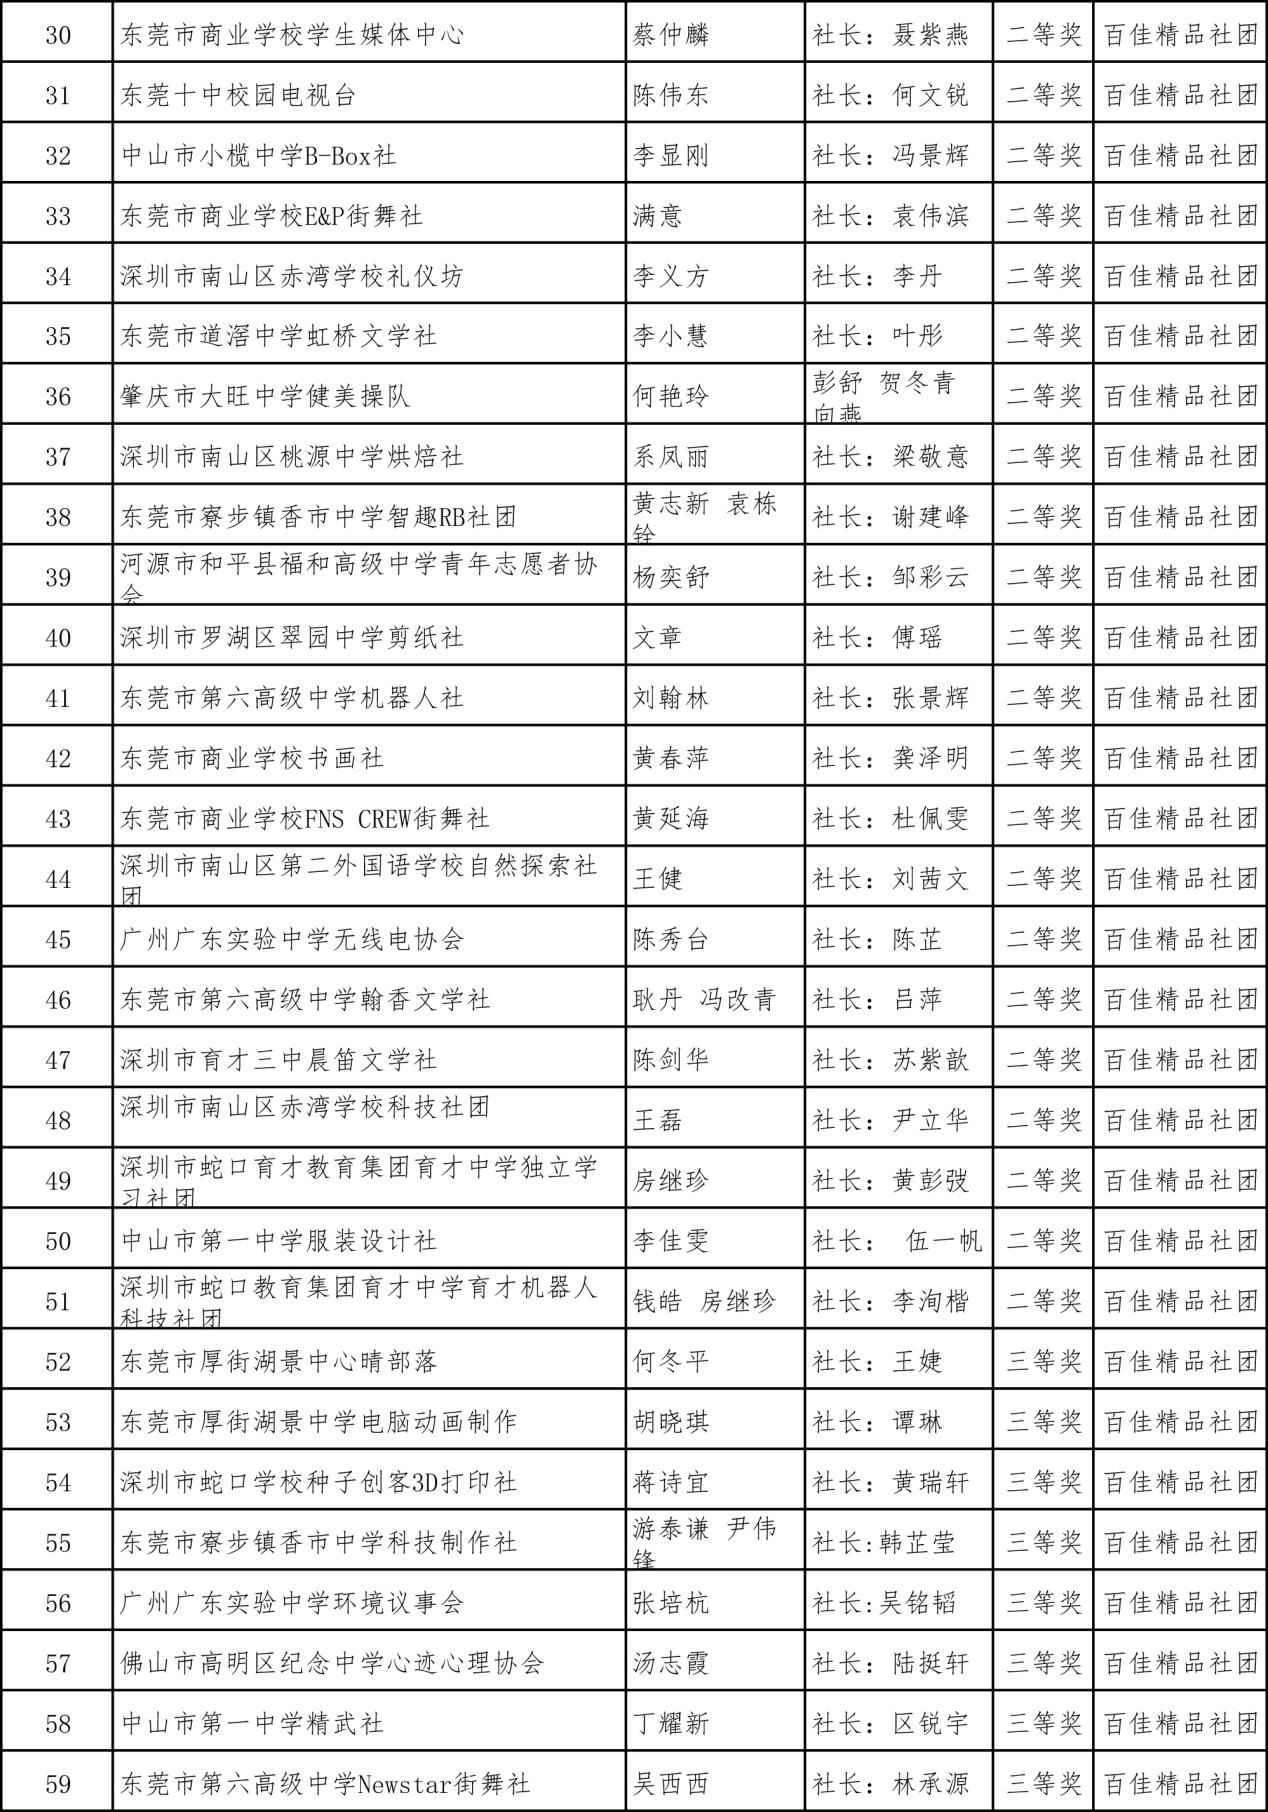 30 东莞市商业学校学生媒体中心 蔡仲麟 社长：聂紫燕 二等奖 百佳精品社团
31 东莞十中校园电视台 陈伟东 社长：何文锐 二等奖 百佳精品社团
32 中山市小榄中学B-Box社 李显刚 社长：冯景辉 二等奖 百佳精品社团
33 东莞市商业学校E&P街舞社 满意 社长：袁伟滨 二等奖 百佳精品社团
34 深圳市南山区赤湾学校礼仪坊 李义方 社长：李丹 二等奖 百佳精品社团
35 东莞市道滘中学虹桥文学社 李小慧 社长：叶彤 二等奖 百佳精品社团
36 肇庆市大旺中学健美操队 何艳玲 彭舒 贺冬青
向燕 二等奖 百佳精品社团
37 深圳市南山区桃源中学烘焙社 系凤丽 社长：梁敬意 二等奖 百佳精品社团
38 东莞市寮步镇香市中学智趣RB社团 黄志新 袁栋
铨 社长：谢建峰 二等奖 百佳精品社团
39 河源市和平县福和高级中学青年志愿者协
会 杨奕舒 社长：邹彩云 二等奖 百佳精品社团
40 深圳市罗湖区翠园中学剪纸社 文章 社长：傅瑶 二等奖 百佳精品社团
41 东莞市第六高级中学机器人社 刘翰林 社长：张景辉 二等奖 百佳精品社团
42 东莞市商业学校书画社 黄春萍 社长：龚泽明 二等奖 百佳精品社团
43 东莞市商业学校FNS CREW街舞社 黄延海 社长：杜佩雯 二等奖 百佳精品社团
44 深圳市南山区第二外国语学校自然探索社
团 王健 社长：刘茜文 二等奖 百佳精品社团
45 广州广东实验中学无线电协会 陈秀台 社长：陈芷 二等奖 百佳精品社团
46 东莞市第六高级中学翰香文学社 耿丹 冯改青 社长：吕萍 二等奖 百佳精品社团
47 深圳市育才三中晨笛文学社 陈剑华 社长：苏紫歆 二等奖 百佳精品社团
48 深圳市南山区赤湾学校科技社团 王磊 社长：尹立华 二等奖 百佳精品社团
49 深圳市蛇口育才教育集团育才中学独立学
习社团 房继珍 社长：黄彭弢 二等奖 百佳精品社团
50 中山市第一中学服装设计社 李佳雯 社长： 伍一帆 二等奖 百佳精品社团
51 深圳市蛇口教育集团育才中学育才机器人
科技社团 钱皓 房继珍 社长：李洵楷 二等奖 百佳精品社团
52 东莞市厚街湖景中心晴部落 何冬平 社长：王婕 三等奖 百佳精品社团
53 东莞市厚街湖景中学电脑动画制作 胡晓琪 社长：谭琳 三等奖 百佳精品社团
54 深圳市蛇口学校种子创客3D打印社 蒋诗宜 社长：黄瑞轩 三等奖 百佳精品社团
55 东莞市寮步镇香市中学科技制作社 游泰谦 尹伟
锋 社长:韩芷莹 三等奖 百佳精品社团
56 广州广东实验中学环境议事会 张培杭 社长:吴铭韬 三等奖 百佳精品社团
57 佛山市高明区纪念中学心迹心理协会 汤志霞 社长：陆挺轩 三等奖 百佳精品社团
58 中山市第一中学精武社 丁耀新 社长：区锐宇 三等奖 百佳精品社团
59 东莞市第六高级中学Newstar街舞社 吴西西 社长：林承源 三等奖 百佳精品社团